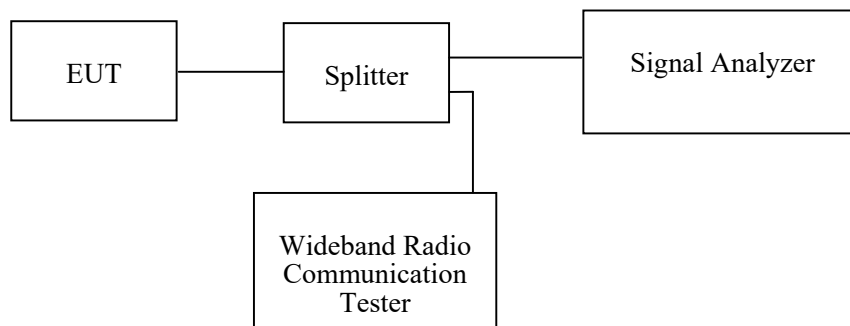 EUT
Splitter
Signal Analyzer
Wideband Radio
Communication
Tester